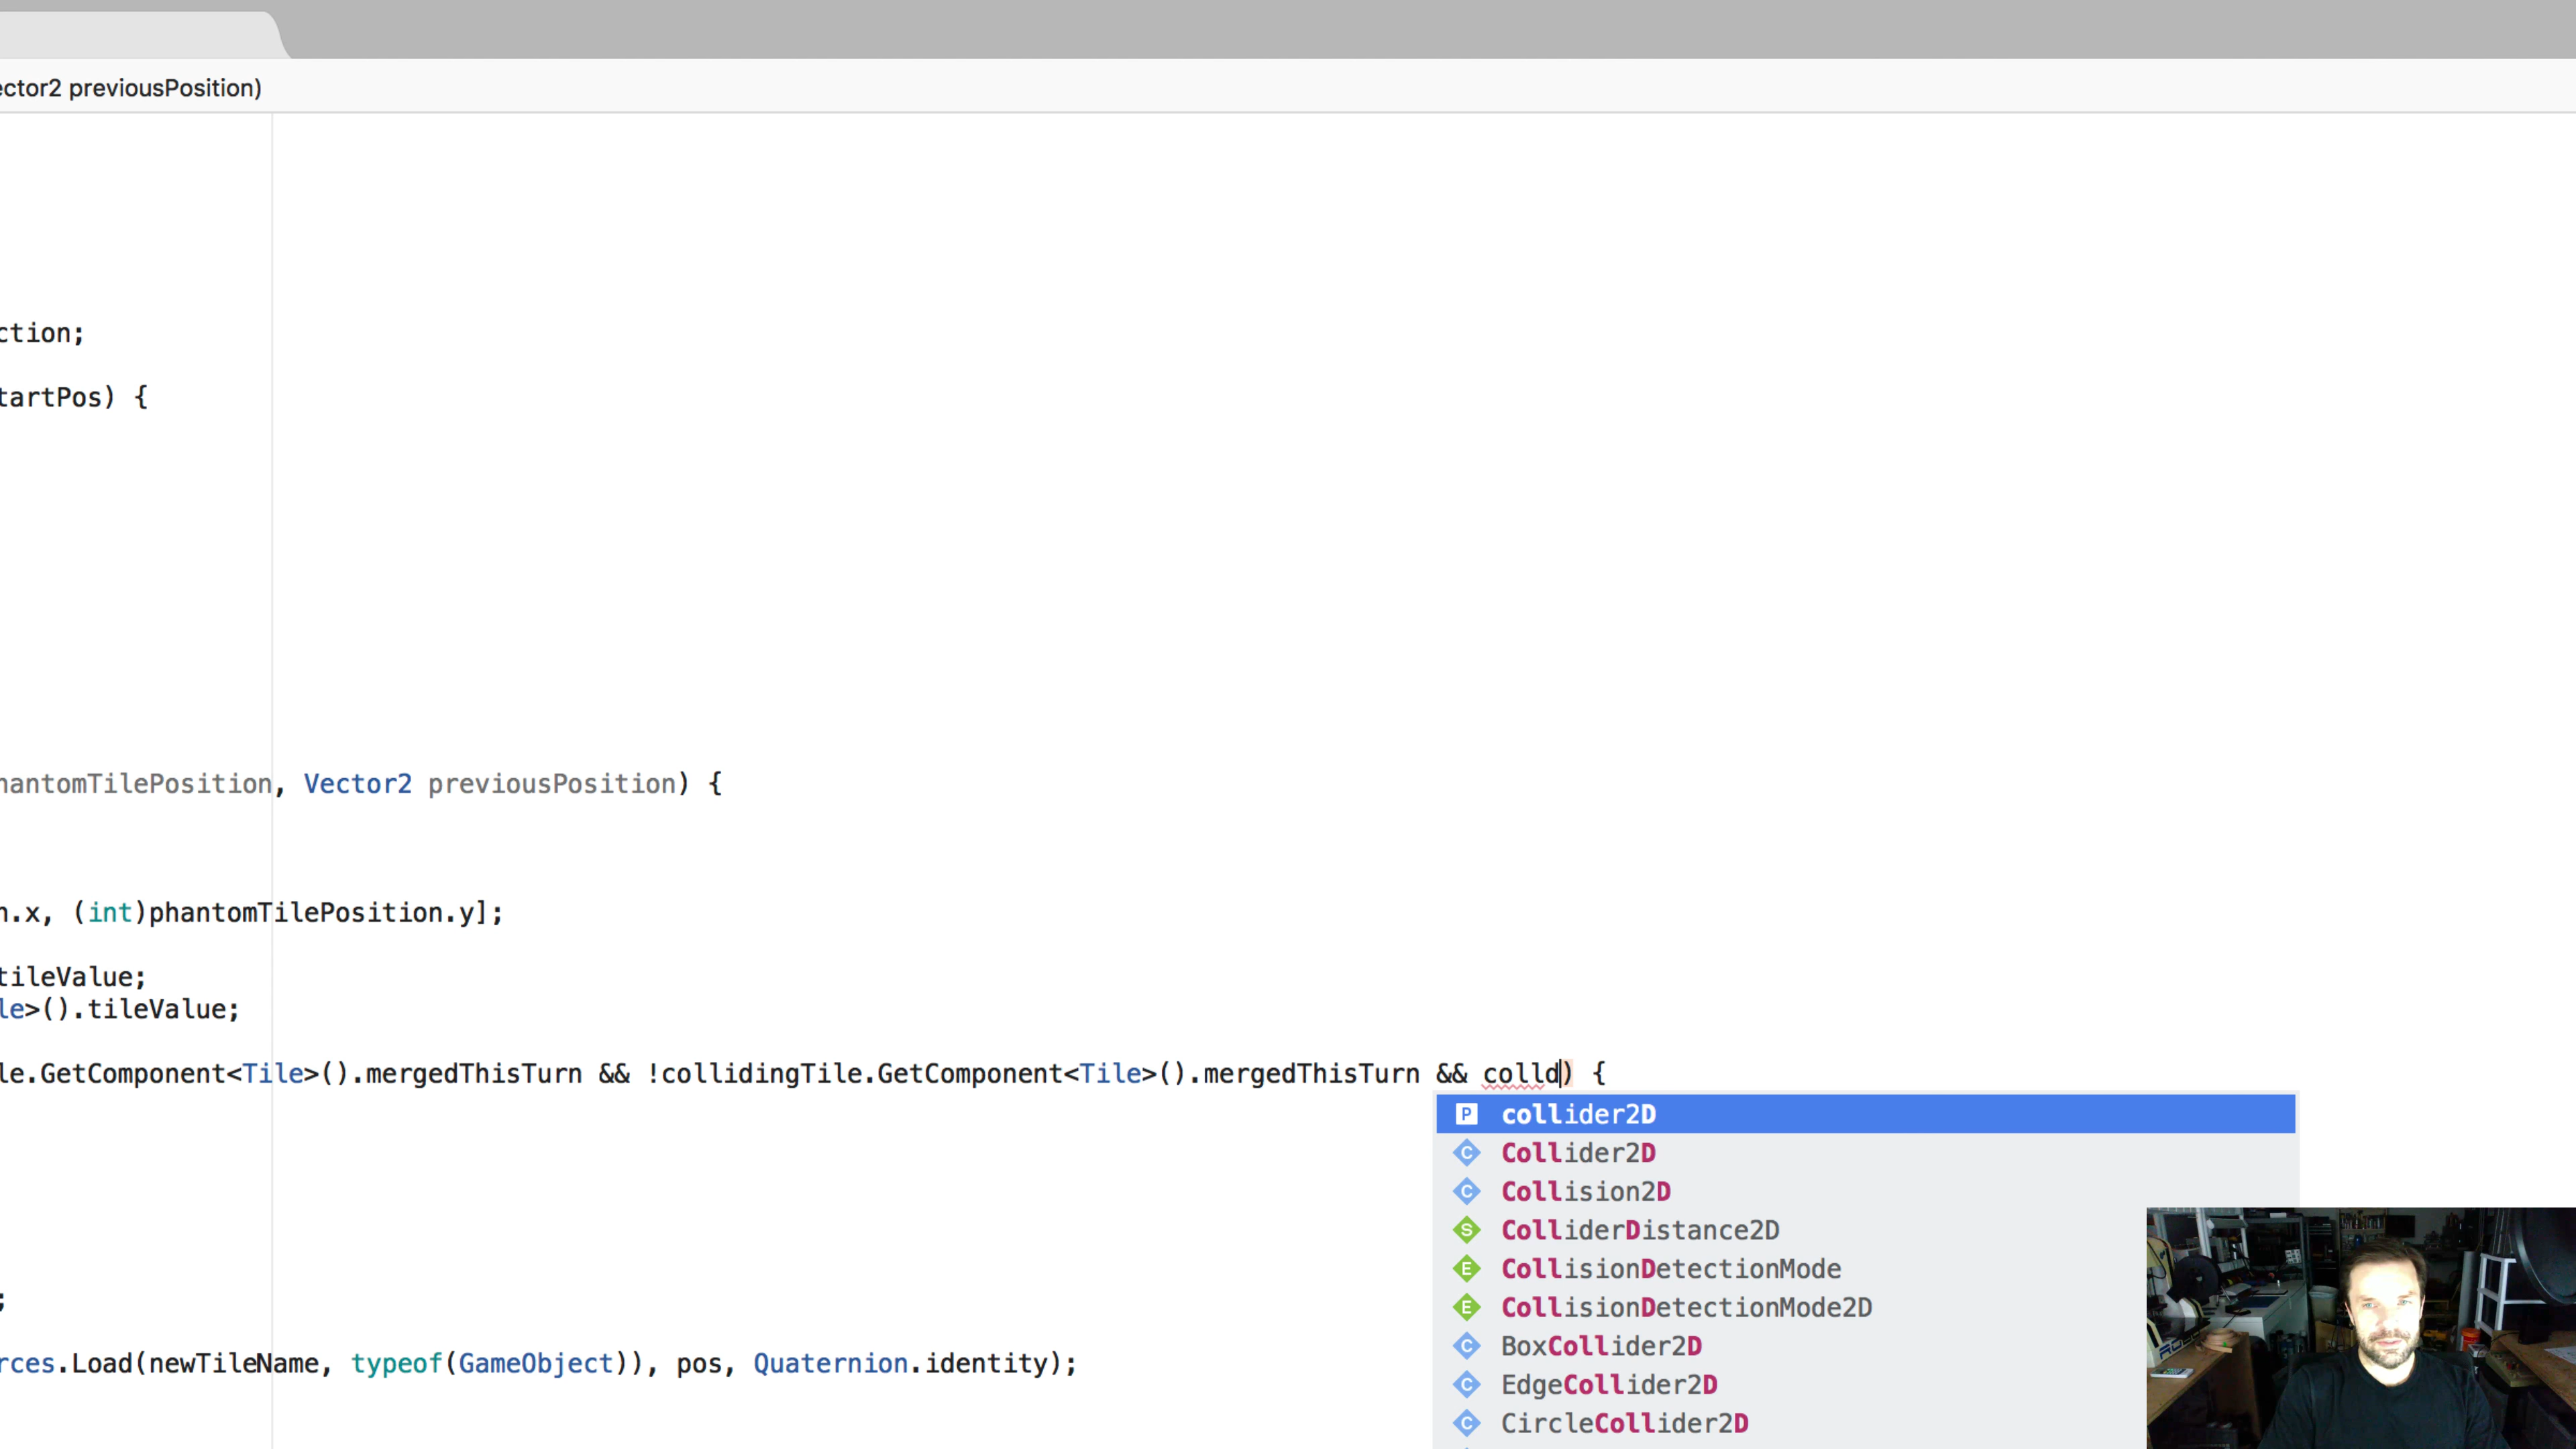 ector2 previousPosition)
ction;
tartPos) {
hantomTilePosition, Vector2 previousPosition) {
n.x, (int)phantomTilePosition.y];
tileValue;
le>().tileValue;
le.GetComponent<Tile>().mergedThisTurn && !collidingTile.GetComponent<Tile>().mergedThisTurn && colld) {
P collider2D
C Collider2D
C Collision2D
S ColliderDistance2D
E CollisionDetectionMode
E CollisionDetectionMode2D
C BoxCollider2D
C EdgeCollider2D
C CircleCollider2D
;
rces.Load(newTileName, typeof(GameObject)), pos, Quaternion.identity);